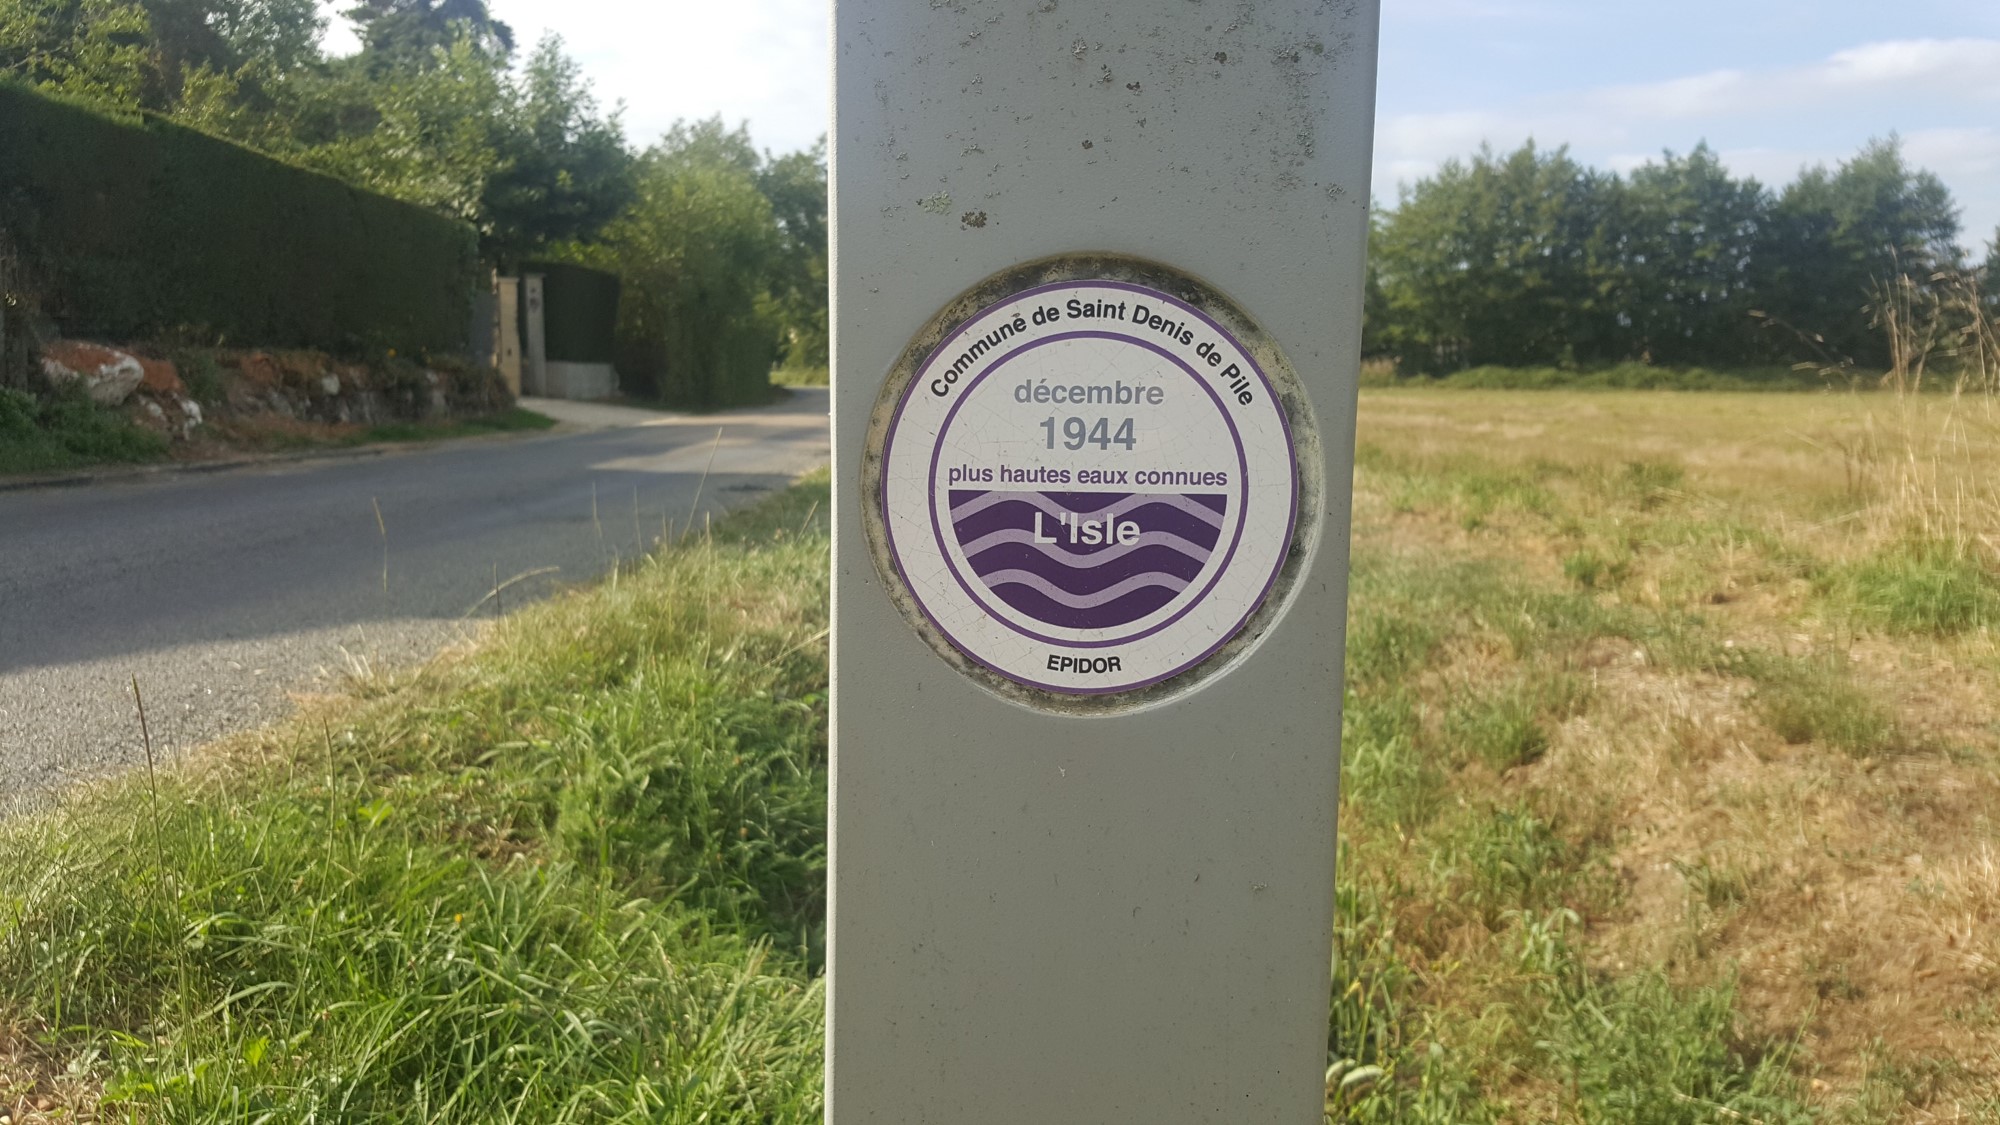 Commune de Saint Denis de Pile
décembre
1944
plus hautes eaux connues
L'Isle
EPIDOR